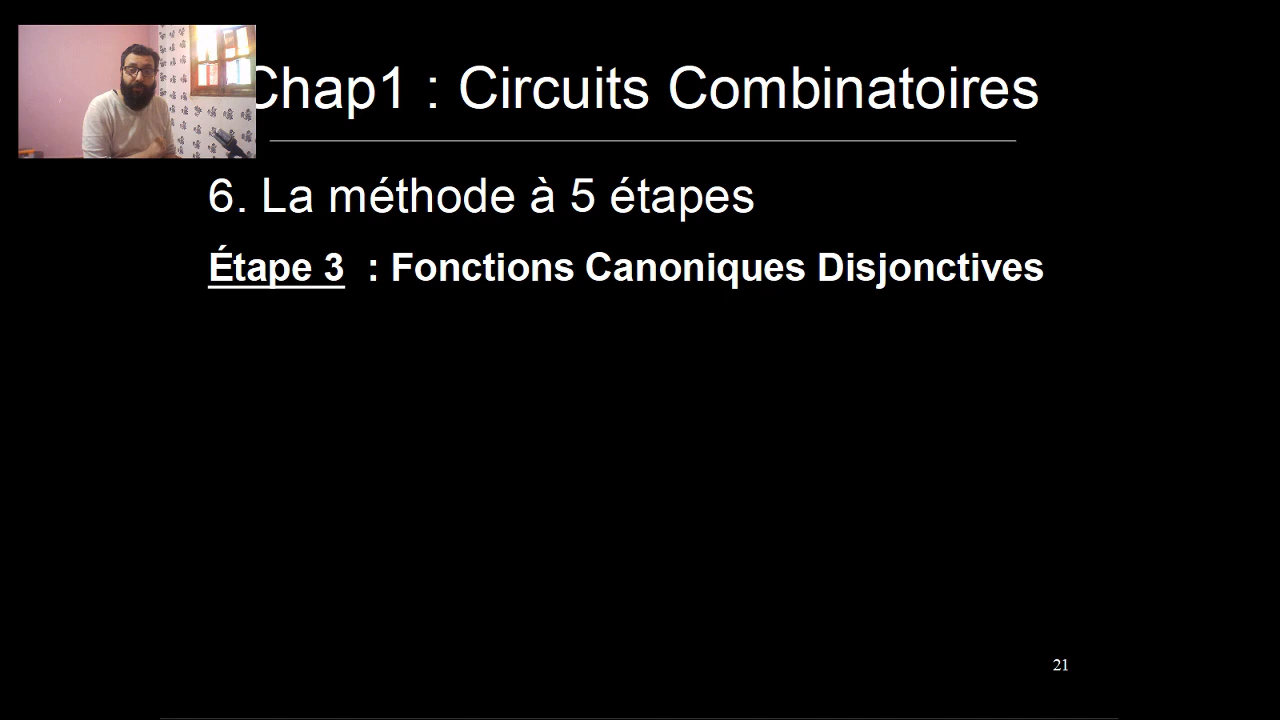 Chap1 : Circuits Combinatoires
6. La méthode à 5 étapes
Étape 3 : Fonctions Canoniques Disjonctives
21